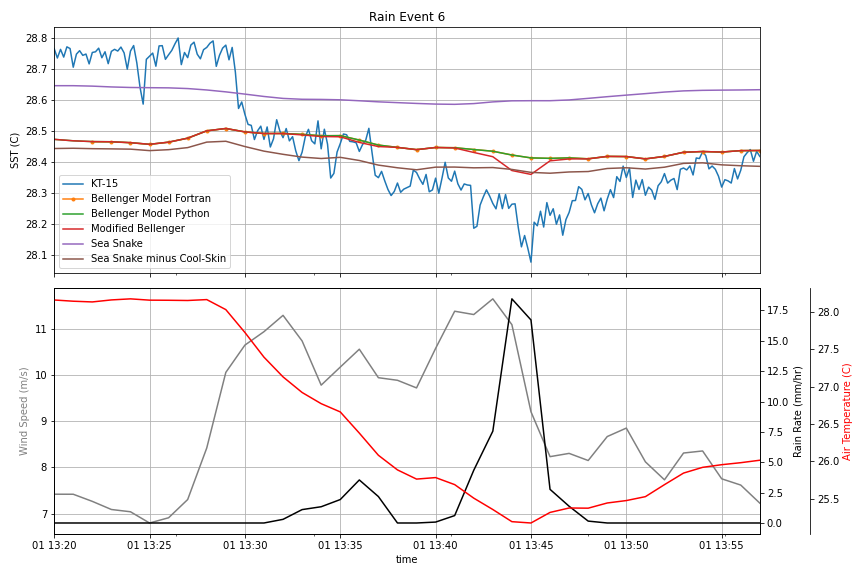 Rain Event 6
28.8
28.7
28.6
28.5
28.4
28.3
28.2
28.1
SST (C)
KT-15
Bellenger Model Fortran
Bellenger Model Python
Modified Bellenger
Sea Snake
Sea Snake minus Cool-Skin
11
10
9
8
7
Wind Speed (m/s)
17.5
15.0
12.5
10.0
7.5
5.0
2.5
0.0
Rain Rate (mm/hr)
28.0
27.5
27.0
26.5
26.0
25.5
Air Temperature (C)
01 13:20
01 13:25
01 13:30
01 13:35
01 13:40
01 13:45
01 13:50
01 13:55
time